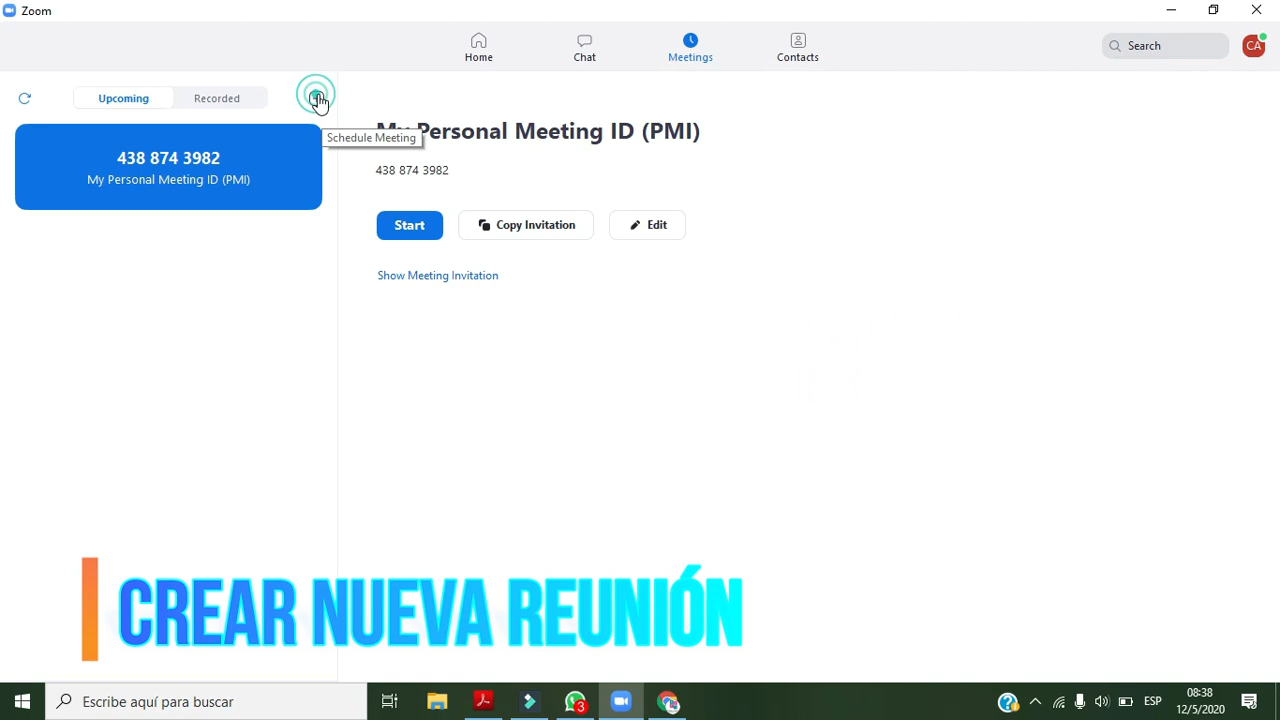 Zoom
Home
Chat
Meetings
Contacts
Search
CA
Upcoming
Recorded
Schedule Meeting
My Personal Meeting ID (PMI)
438 874 3982
My Personal Meeting ID (PMI)
438 874 3982
Start
Copy Invitation
Edit
Show Meeting Invitation
CREAR NUEVA REUNIÓN
Escribe aquí para buscar
3
ESP
08:38
12/5/2020